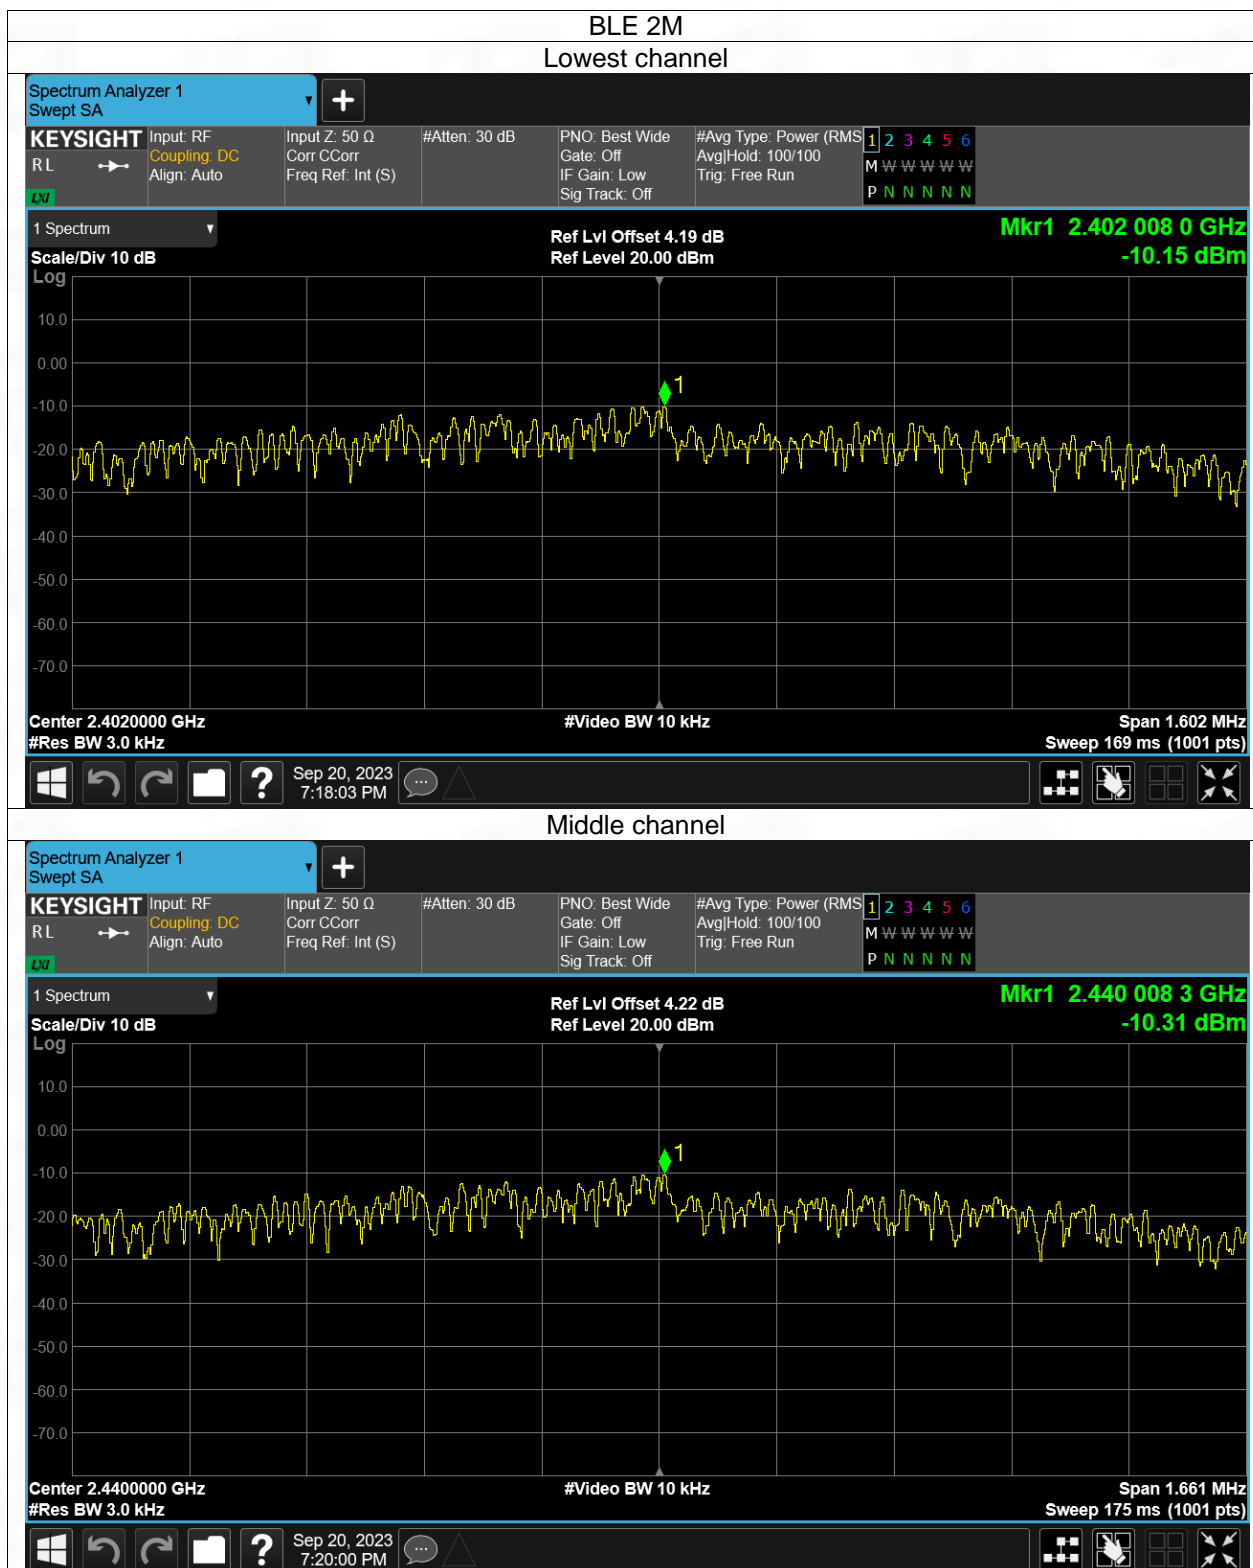 BLE 2M
Lowest channel
Spectrum Analyzer 1
Swept SA
KEYSIGHT
RL
LXI
Input: RF
Coupling: DC
Align: Auto
Input Z: 50 Ω
Corr CCorr
Freq Ref: Int (S)
#Atten: 30 dB
PNO: Best Wide
Gate: Off
IF Gain: Low
Sig Track: Off
#Avg Type: Power (RMS
Avg|Hold: 100/100
Trig: Free Run
1 2 3 4 5 6
M W W W W W
P N N N N N
1 Spectrum
Scale/Div 10 dB
Ref Lvl Offset 4.19 dB
Ref Level 20.00 dBm
Mkr1 2.402 008 0 GHz
-10.15 dBm
Log
10.0
0.00
-10.0
-20.0
-30.0
-40.0
-50.0
-60.0
-70.0
1
Center 2.4020000 GHz
#Res BW 3.0 kHz
#Video BW 10 kHz
Span 1.602 MHz
Sweep 169 ms (1001 pts)
?
Sep 20, 2023
7:18:03 PM
Middle channel
Spectrum Analyzer 1
Swept SA
KEYSIGHT
RL
LXI
Input: RF
Coupling: DC
Align: Auto
Input Z: 50 Ω
Corr CCorr
Freq Ref: Int (S)
#Atten: 30 dB
PNO: Best Wide
Gate: Off
IF Gain: Low
Sig Track: Off
#Avg Type: Power (RMS
Avg|Hold: 100/100
Trig: Free Run
1 2 3 4 5 6
M W W W W W
P N N N N N
1 Spectrum
Scale/Div 10 dB
Ref Lvl Offset 4.22 dB
Ref Level 20.00 dBm
Mkr1 2.440 008 3 GHz
-10.31 dBm
Log
10.0
0.00
-10.0
-20.0
-30.0
-40.0
-50.0
-60.0
-70.0
1
Center 2.4400000 GHz
#Res BW 3.0 kHz
#Video BW 10 kHz
Span 1.661 MHz
Sweep 175 ms (1001 pts)
?
Sep 20, 2023
7:20:00 PM